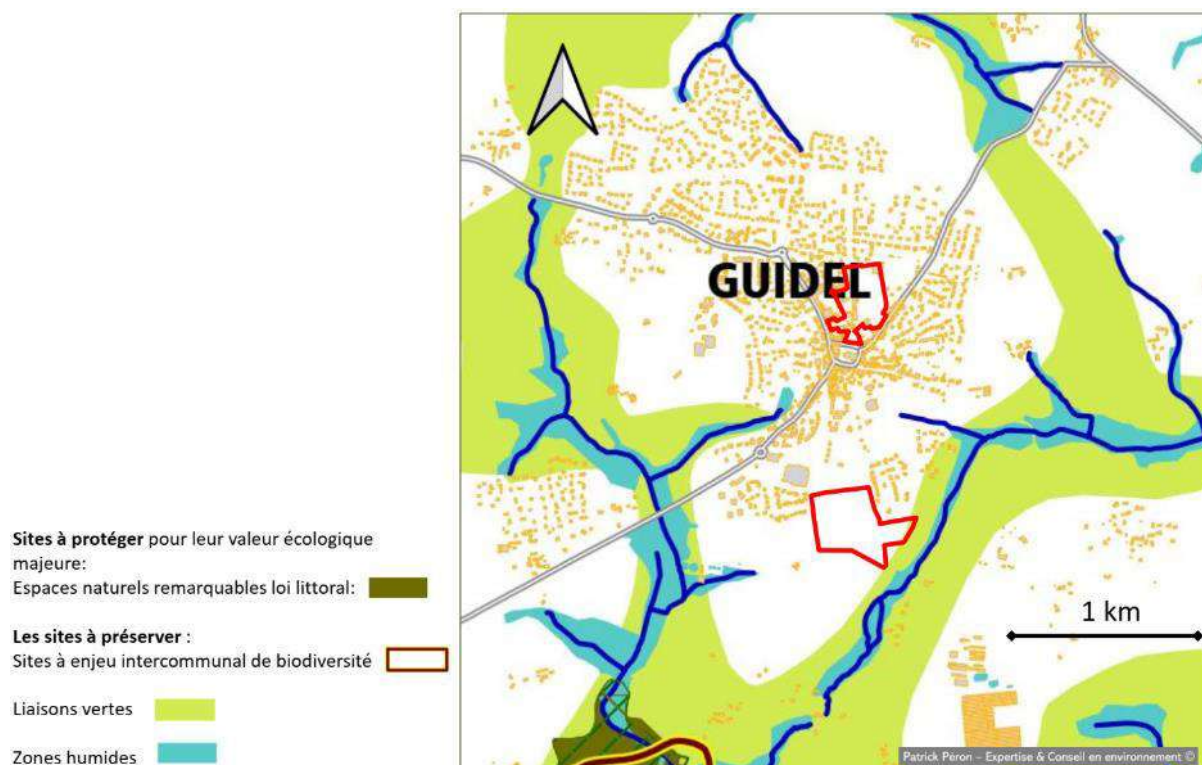 Sites à protéger pour leur valeur écologique
majeure:
Espaces naturels remarquables loi littoral:
Les sites à préserver :
Sites à enjeu intercommunal de biodiversité
Liaisons vertes
Zones humides
GUIDEL
1 km
Patrick Péron – Expertise & Conseil en environnement ©